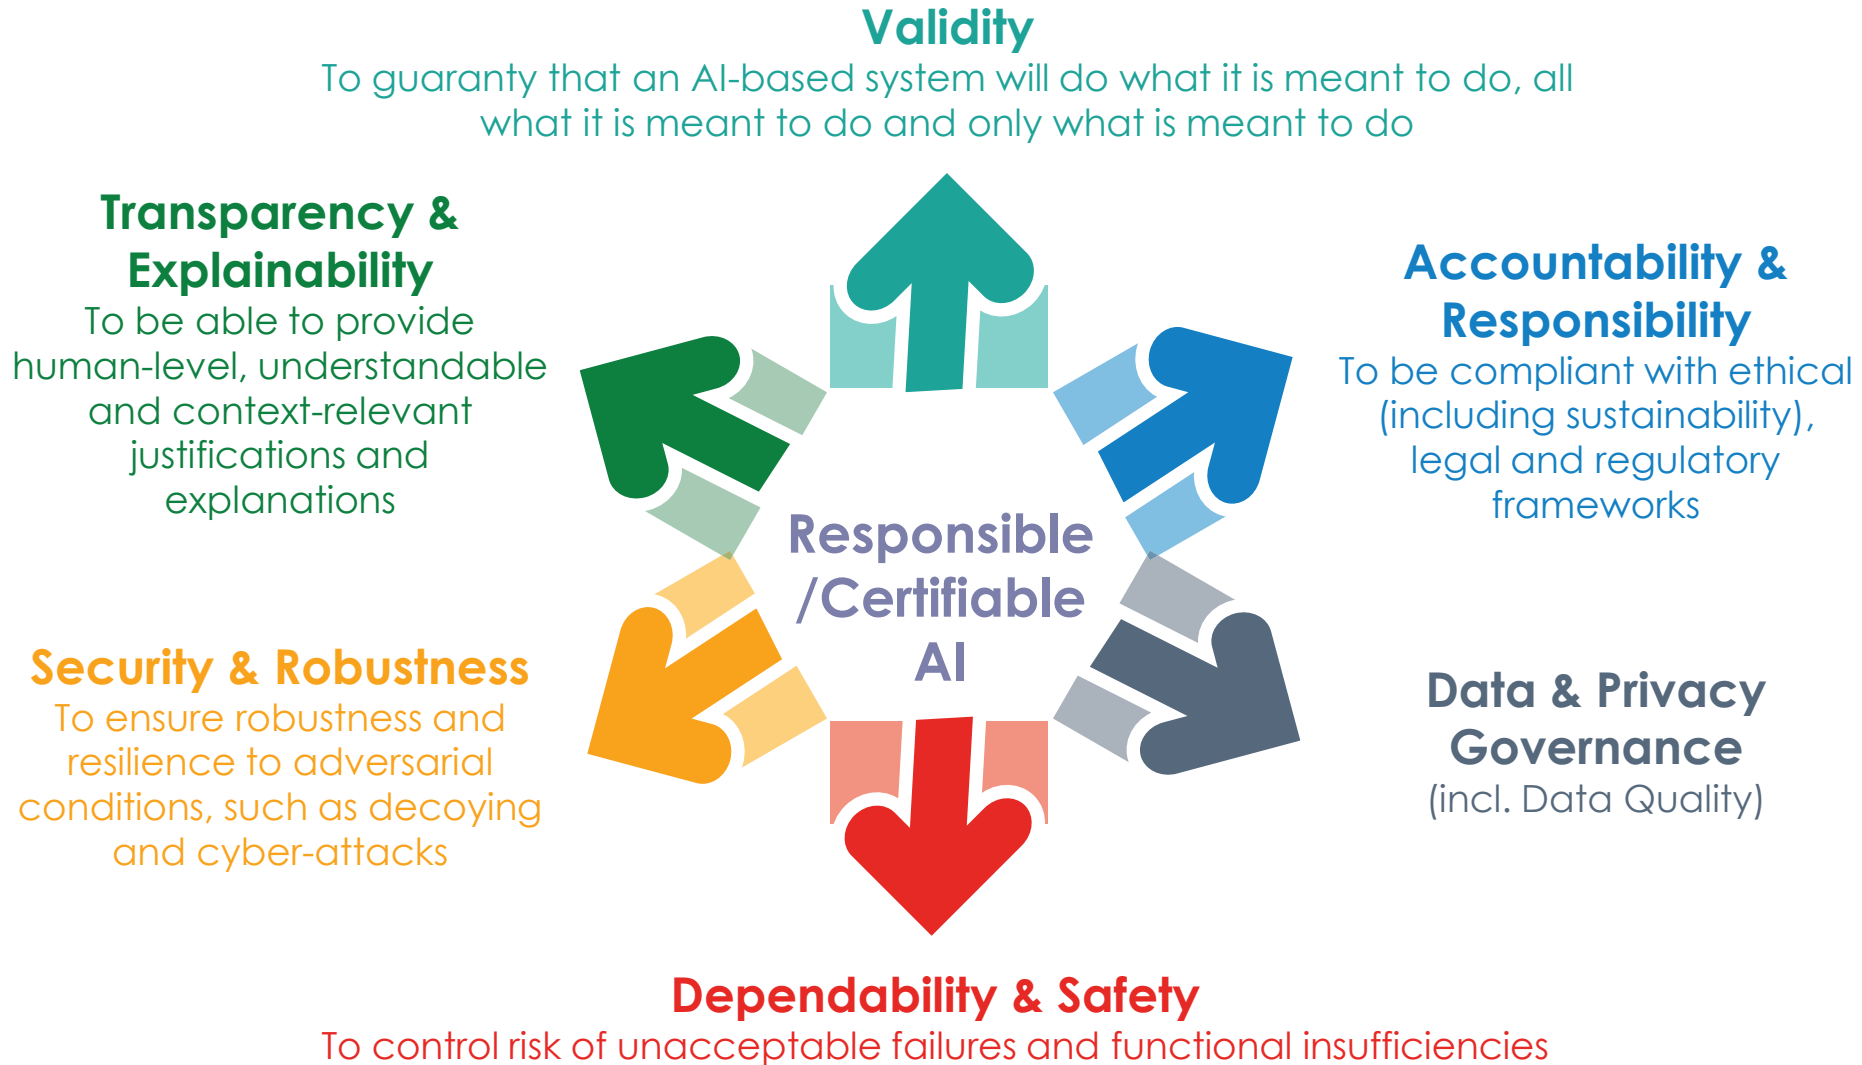 Validity
To guaranty that an AI-based system will do what it is meant to do, all
what it is meant to do and only what is meant to do
Transparency &
Explainability
To be able to provide
human-level, understandable
and context-relevant
justifications and
explanations
Accountability &
Responsibility
To be compliant with ethical
(including sustainability),
legal and regulatory
frameworks
Responsible
/Certifiable
AI
Security & Robustness
To ensure robustness and
resilience to adversarial
conditions, such as decoying
and cyber-attacks
Data & Privacy
Governance
(incl. Data Quality)
Dependability & Safety
To control risk of unacceptable failures and functional insufficiencies